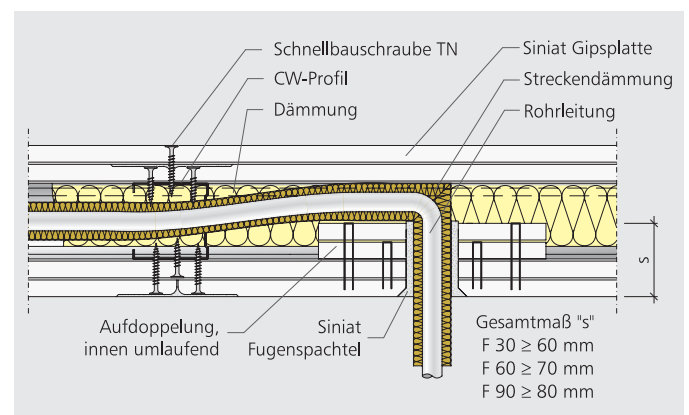 Schnellbauschraube TN
CW-Profil
Dämmung
Siniat Gipsplatte
Streckendämmung
Rohrleitung
s
Aufdoppelung,
innen umlaufend
Siniat
Fugenspachtel
Gesamtmaß "s"
F 30 ≥ 60 mm
F 60 ≥ 70 mm
F 90 ≥ 80 mm